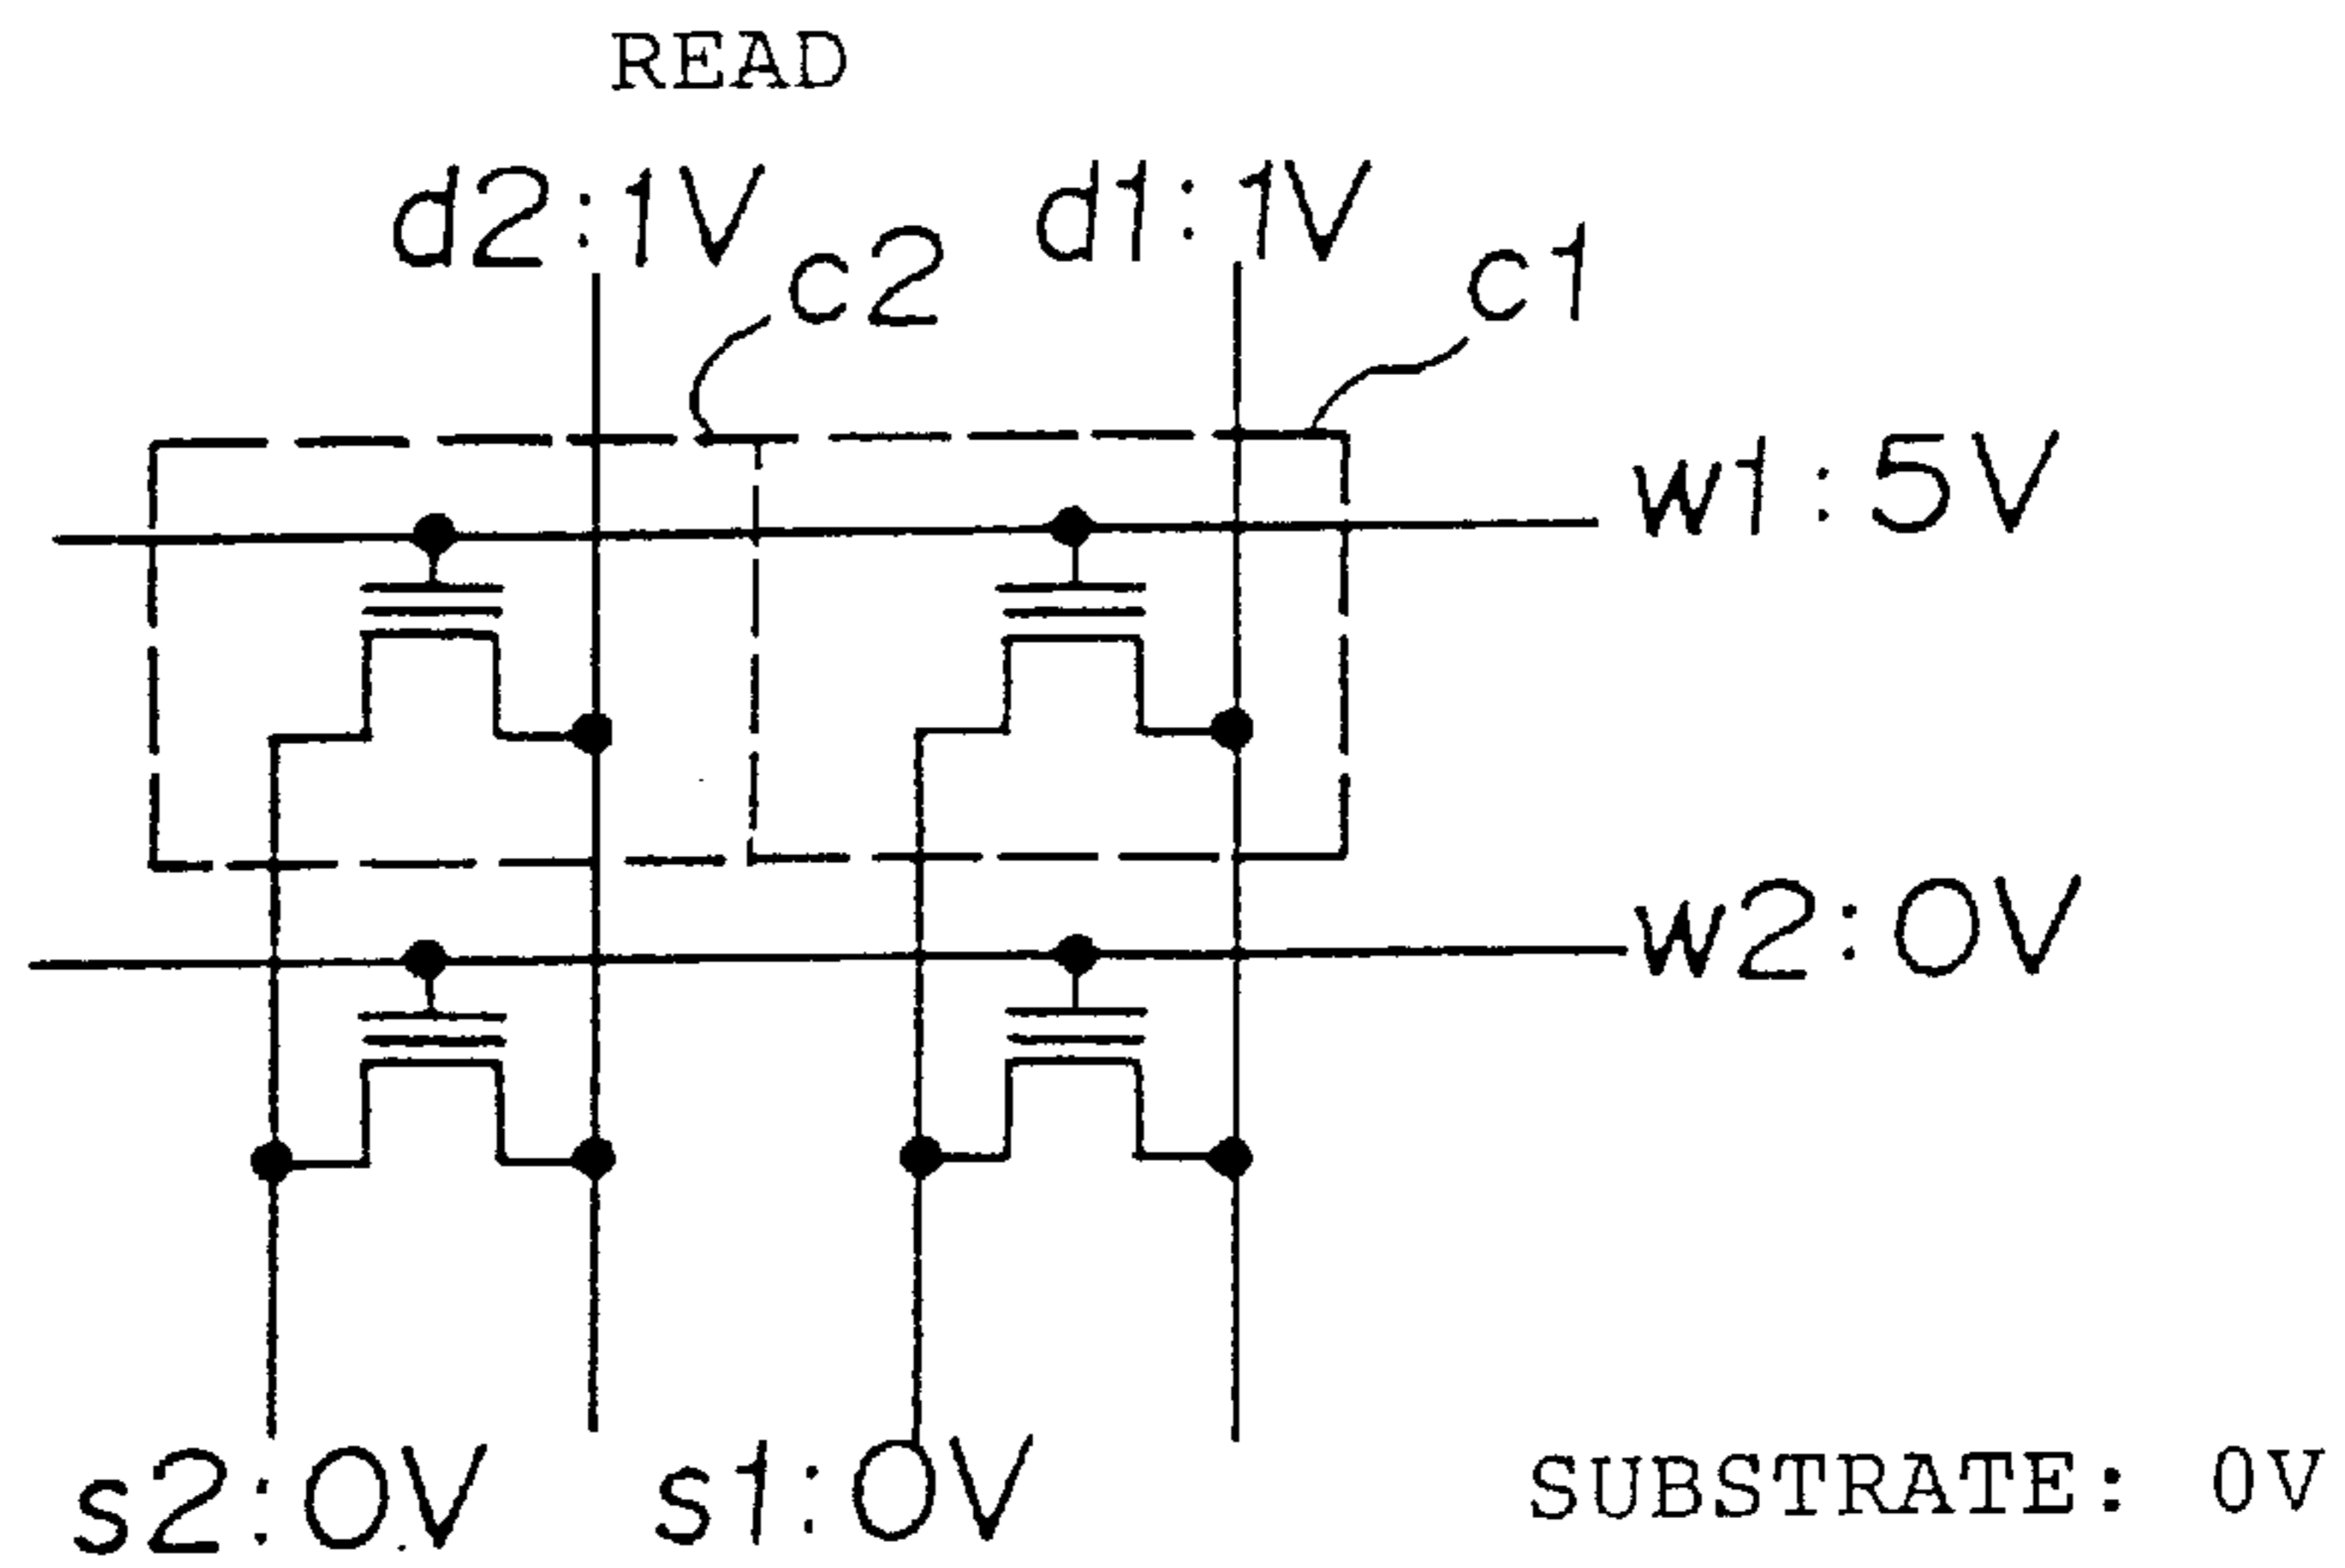 READ
d2:1V
d1:1V
c2
c1
w1:5V
w2:0V
s2:0V
s1:0V
SUBSTRATE: 0V